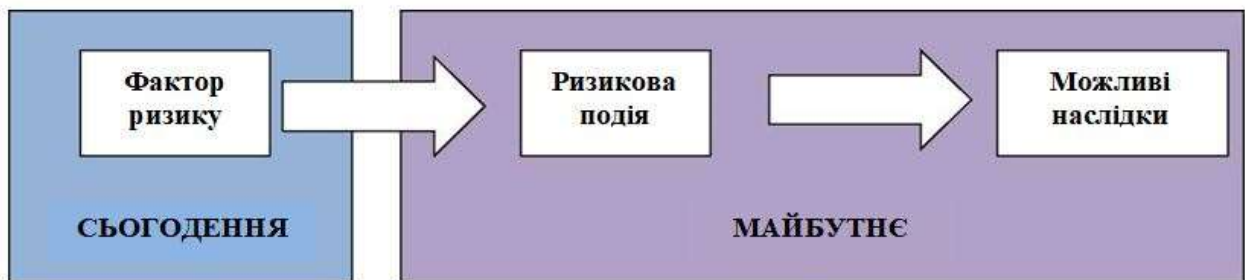 Фактор
ризику
Ризикова
подія
Можливі
наслідки
СЬОГОДЕННЯ
МАЙБУТНЄ